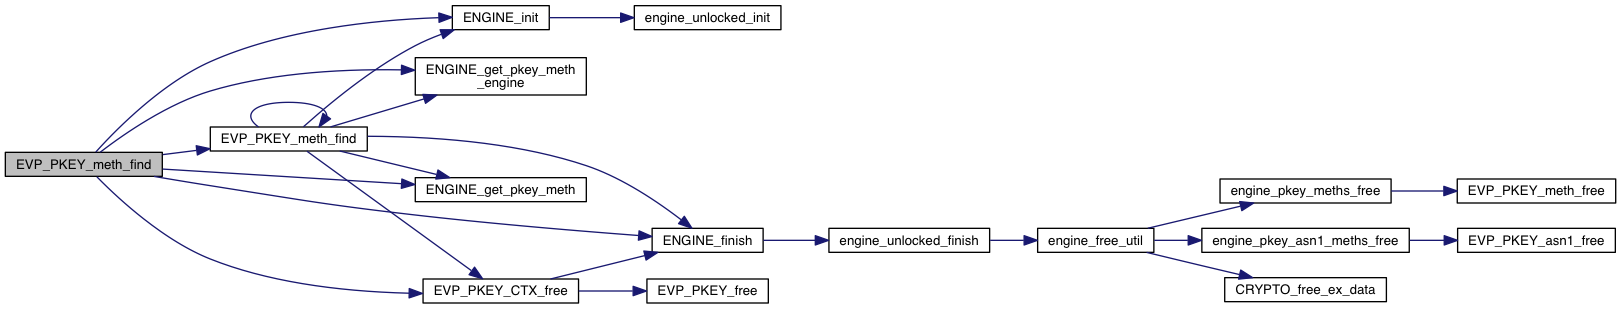 EVP_PKEY_meth_find
EVP_PKEY_meth_find
ENGINE_init
engine_unlocked_init
ENGINE_get_pkey_meth
_engine
ENGINE_get_pkey_meth
ENGINE_finish
EVP_PKEY_CTX_free
EVP_PKEY_free
engine_unlocked_finish
engine_free_util
engine_pkey_meths_free
EVP_PKEY_meth_free
engine_pkey_asn1_meths_free
EVP_PKEY_asn1_free
CRYPTO_free_ex_data